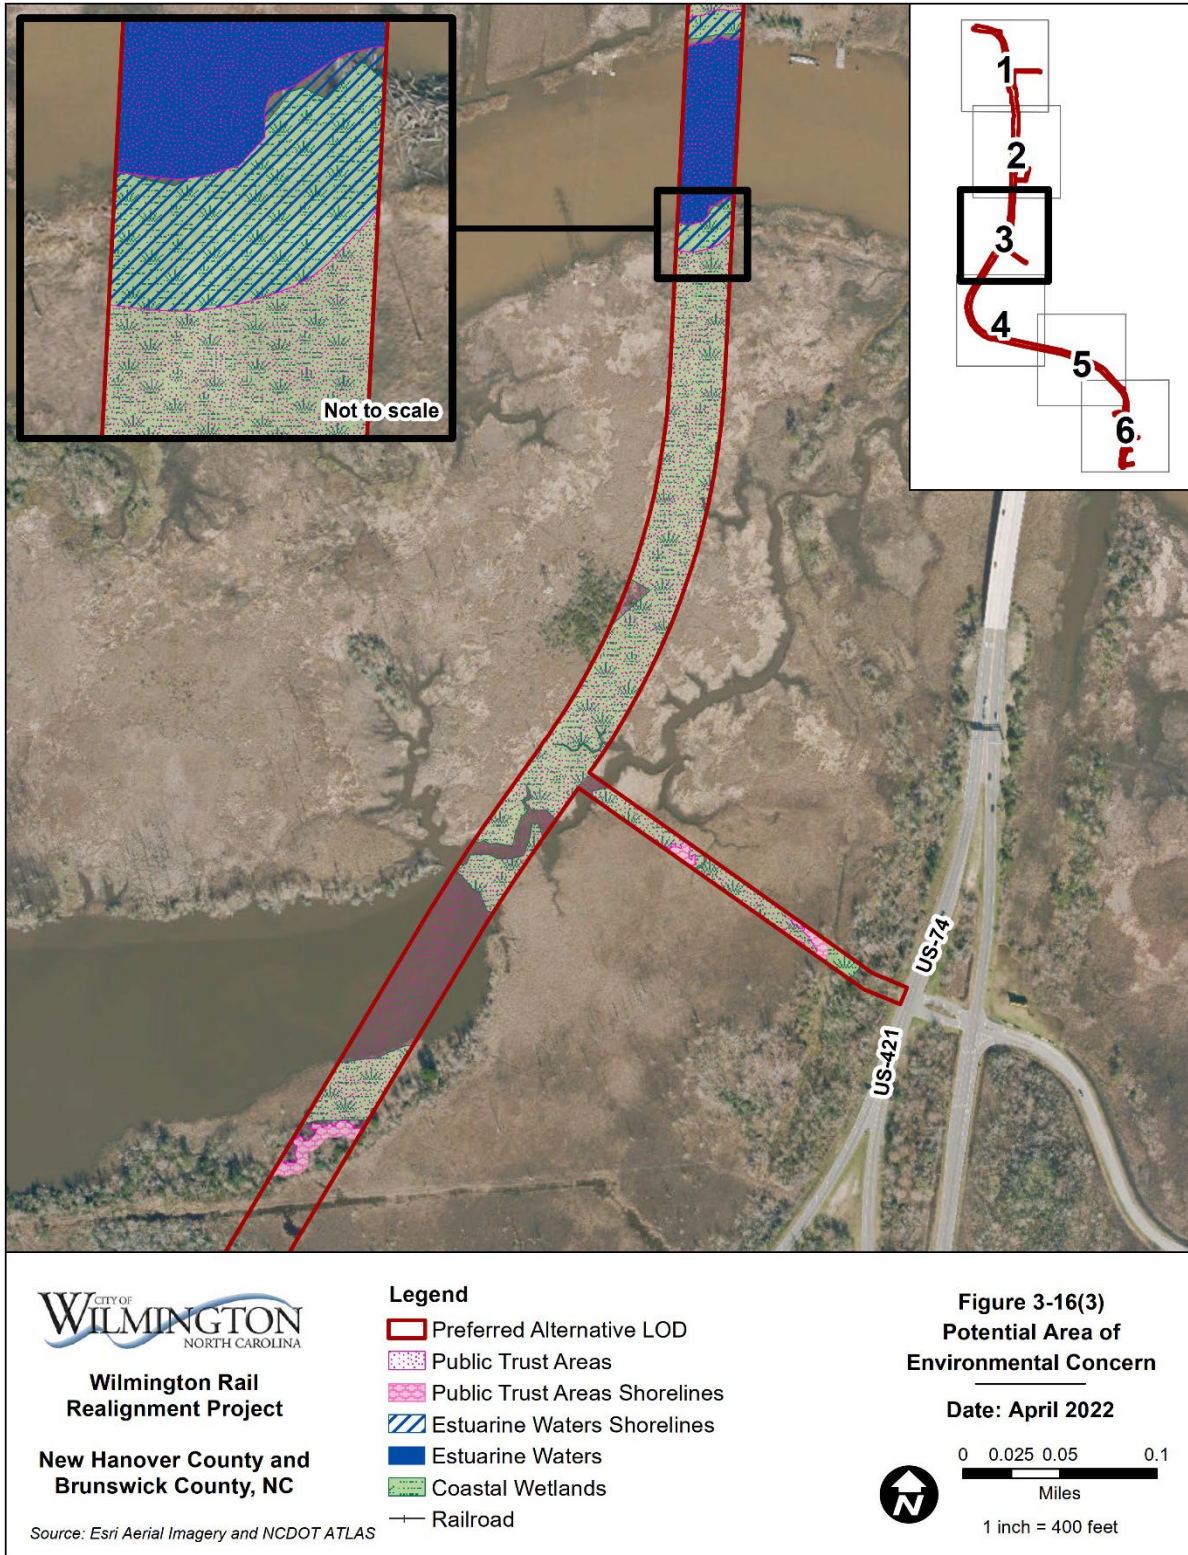 Not to scale
1
2
3
4
5
6
US-74
US-421
CITY OF
WILMINGTON
NORTH CAROLINA
Wilmington Rail
Realignment Project
New Hanover County and
Brunswick County, NC
Source: Esri Aerial Imagery and NCDOT ATLAS
Legend
Preferred Alternative LOD
Public Trust Areas
Public Trust Areas Shorelines
Estuarine Waters Shorelines
Estuarine Waters
Coastal Wetlands
Railroad
Figure 3-16(3)
Potential Area of
Environmental Concern
Date: April 2022
0 0.025 0.05 0.1
Miles
N
1 inch = 400 feet